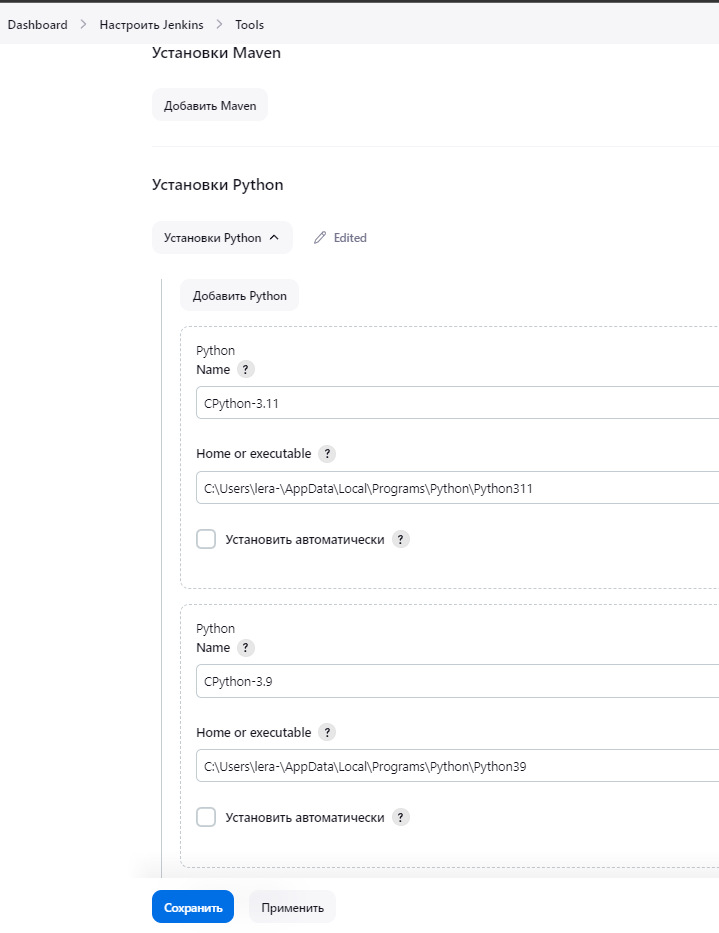 Dashboard > Настроить Jenkins > Tools
Установки Maven
Добавить Maven
Установки Python
Установки Python Edited
Добавить Python
Python
Name ?
CPython-3.11
Home or executable ?
C:\Users\lera-\AppData\Local\Programs\Python\Python311
Установить автоматически ?
Python
Name ?
CPython-3.9
Home or executable ?
C:\Users\lera-\AppData\Local\Programs\Python\Python39
Установить автоматически ?
Сохранить Применить